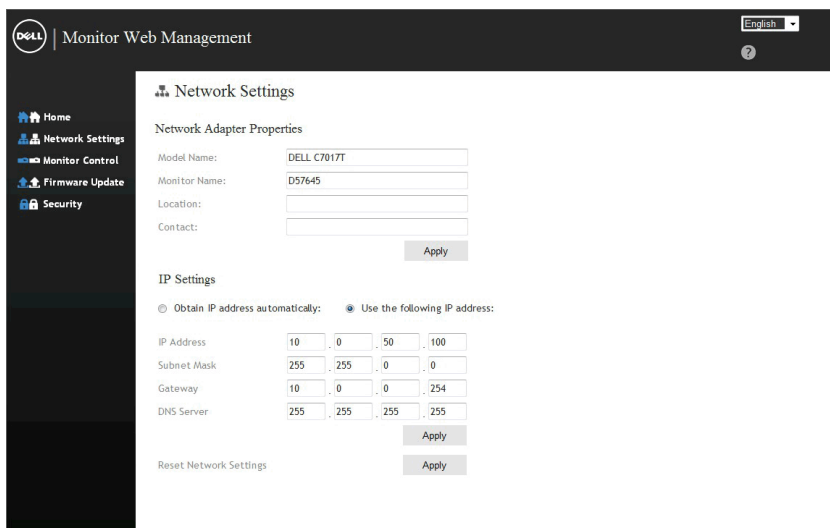 DELL | Monitor Web Management
English
?
Home
Network Settings
Monitor Control
Firmware Update
Security
Network Settings
Network Adapter Properties
Model Name: DELL C7017T
Monitor Name: D57645
Location:
Contact:
Apply
IP Settings
Obtain IP address automatically: Use the following IP address:
IP Address 10 . 0 . 50 . 100
Subnet Mask 255 . 255 . 0 . 0
Gateway 10 . 0 . 0 . 254
DNS Server 255 . 255 . 255 . 255
Apply
Reset Network Settings Apply